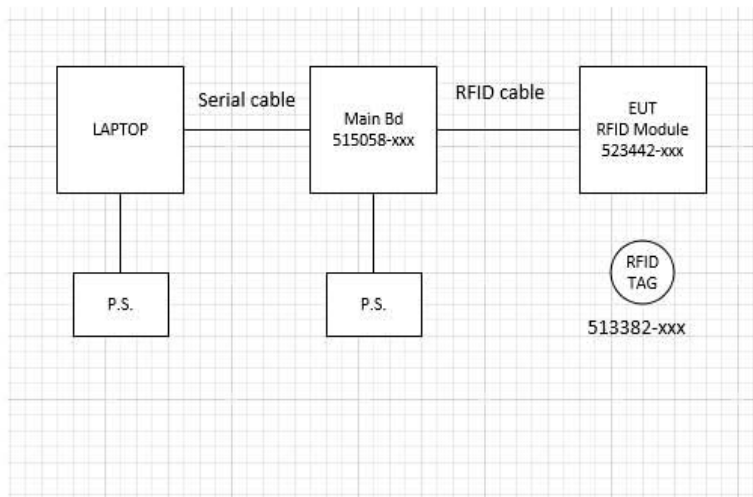 LAPTOP
Serial cable
Main Bd
515058-xxx
RFID cable
EUT
RFID Module
523442-xxx
P.S.
P.S.
RFID
TAG
513382-xxx